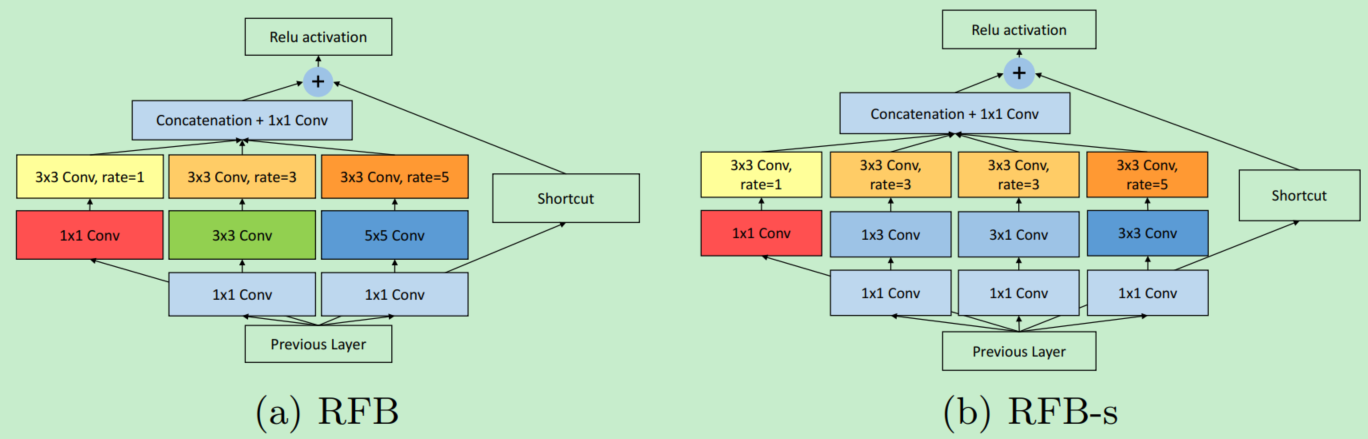 Relu activation
+
Concatenation + 1x1 Conv
3x3 Conv, rate=1
3x3 Conv, rate=3
3x3 Conv, rate=5
Shortcut
1x1 Conv
3x3 Conv
5x5 Conv
1x1 Conv
1x1 Conv
Previous Layer
(a) RFB
Relu activation
+
Concatenation + 1x1 Conv
3x3 Conv,
rate=1
3x3 Conv,
rate=3
3x3 Conv,
rate=3
3x3 Conv,
rate=5
Shortcut
1x1 Conv
1x3 Conv
3x1 Conv
3x3 Conv
1x1 Conv
1x1 Conv
1x1 Conv
Previous Layer
(b) RFB-s